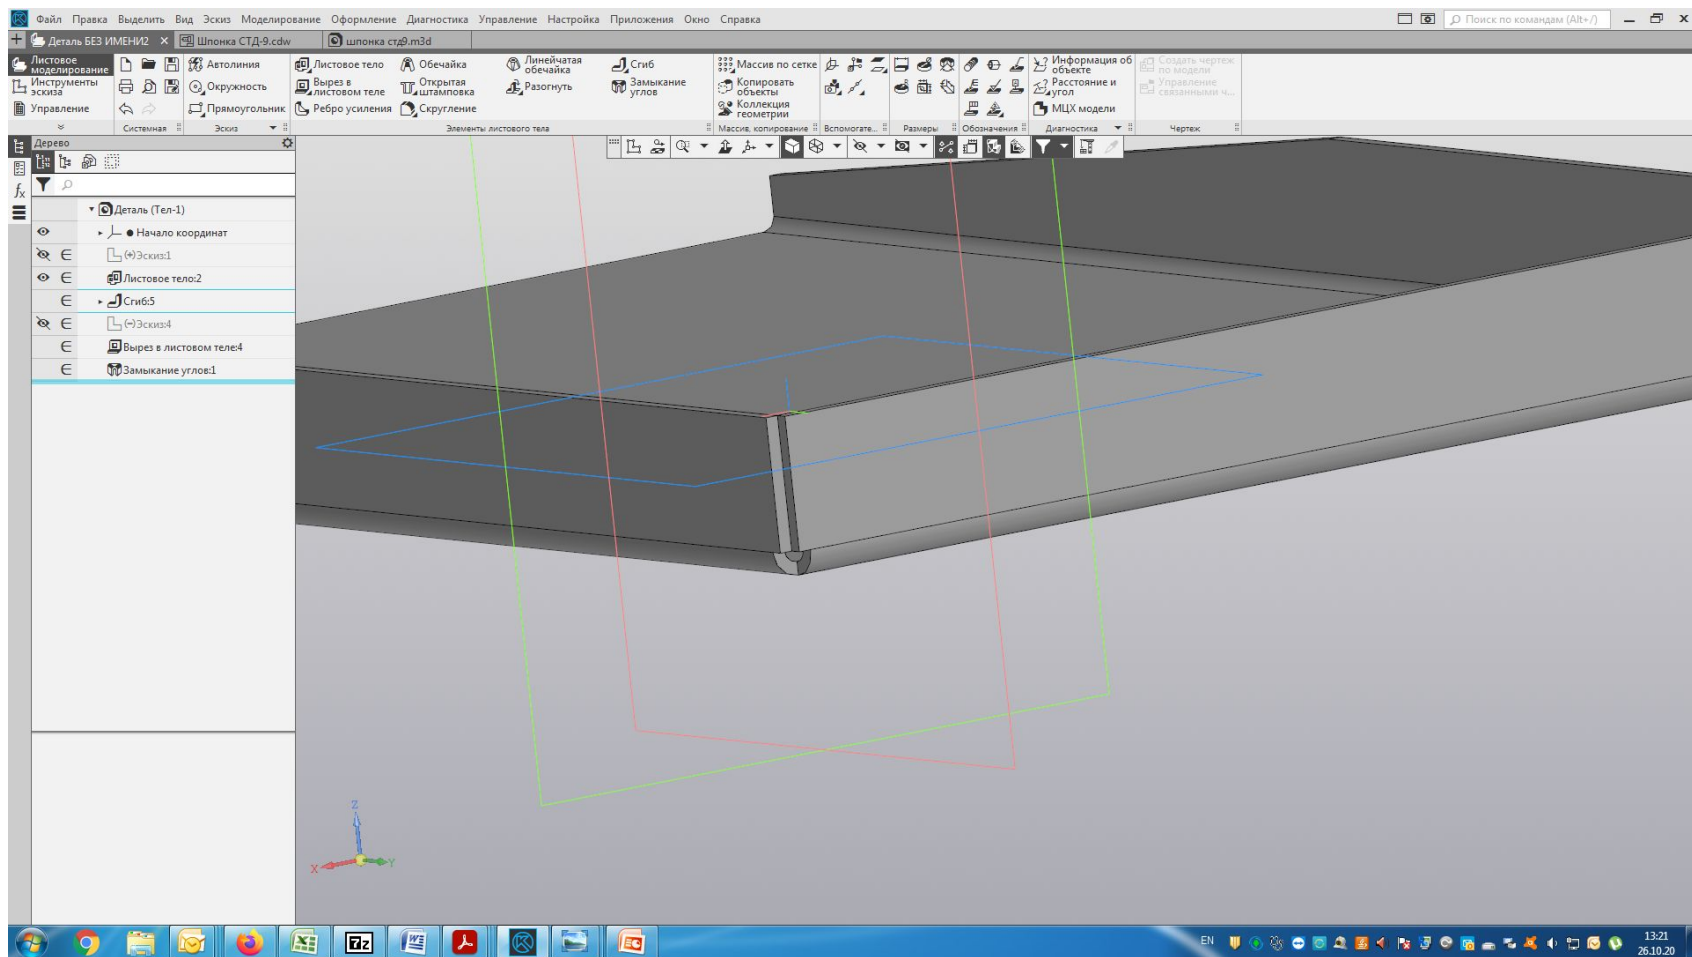 Файл Правка Выделить Вид Эскиз Моделирование Оформление Диагностика Управление Настройка Приложения Окно Справка
Поиск по командам (Alt+/)
Деталь БЕЗ ИМЕНИ2
Шпонка СТД-9.cdw
шпонка стд9.m3d
Листовое моделирование
Инструменты эскиза
Управление
Системная
Автолиния
Окружность
Прямоугольник
Эскиз
Листовое тело
Вырез в листовом теле
Ребро усиления
Обечайка
Открытая штамповка
Скругление
Линейчатая обечайка
Разогнуть
Сгиб
Замыкание углов
Элементы листового тела
Массив по сетке
Копировать объекты
Коллекция геометрии
Массив, копирование
Вспомогате...
Размеры
Обозначения
Информация об объекте
Расстояние и угол
МЦХ модели
Диагностика
Создать чертеж по модели
Управление связанными ч...
Чертеж
Дерево
fx
Деталь (Тел-1)
Начало координат
(+)Эскиз:1
Листовое тело:2
Сгиб:5
(-)Эскиз:4
Вырез в листовом теле:4
Замыкание углов:1
Z
X
Y
7z
EN
13:21
26.10.20